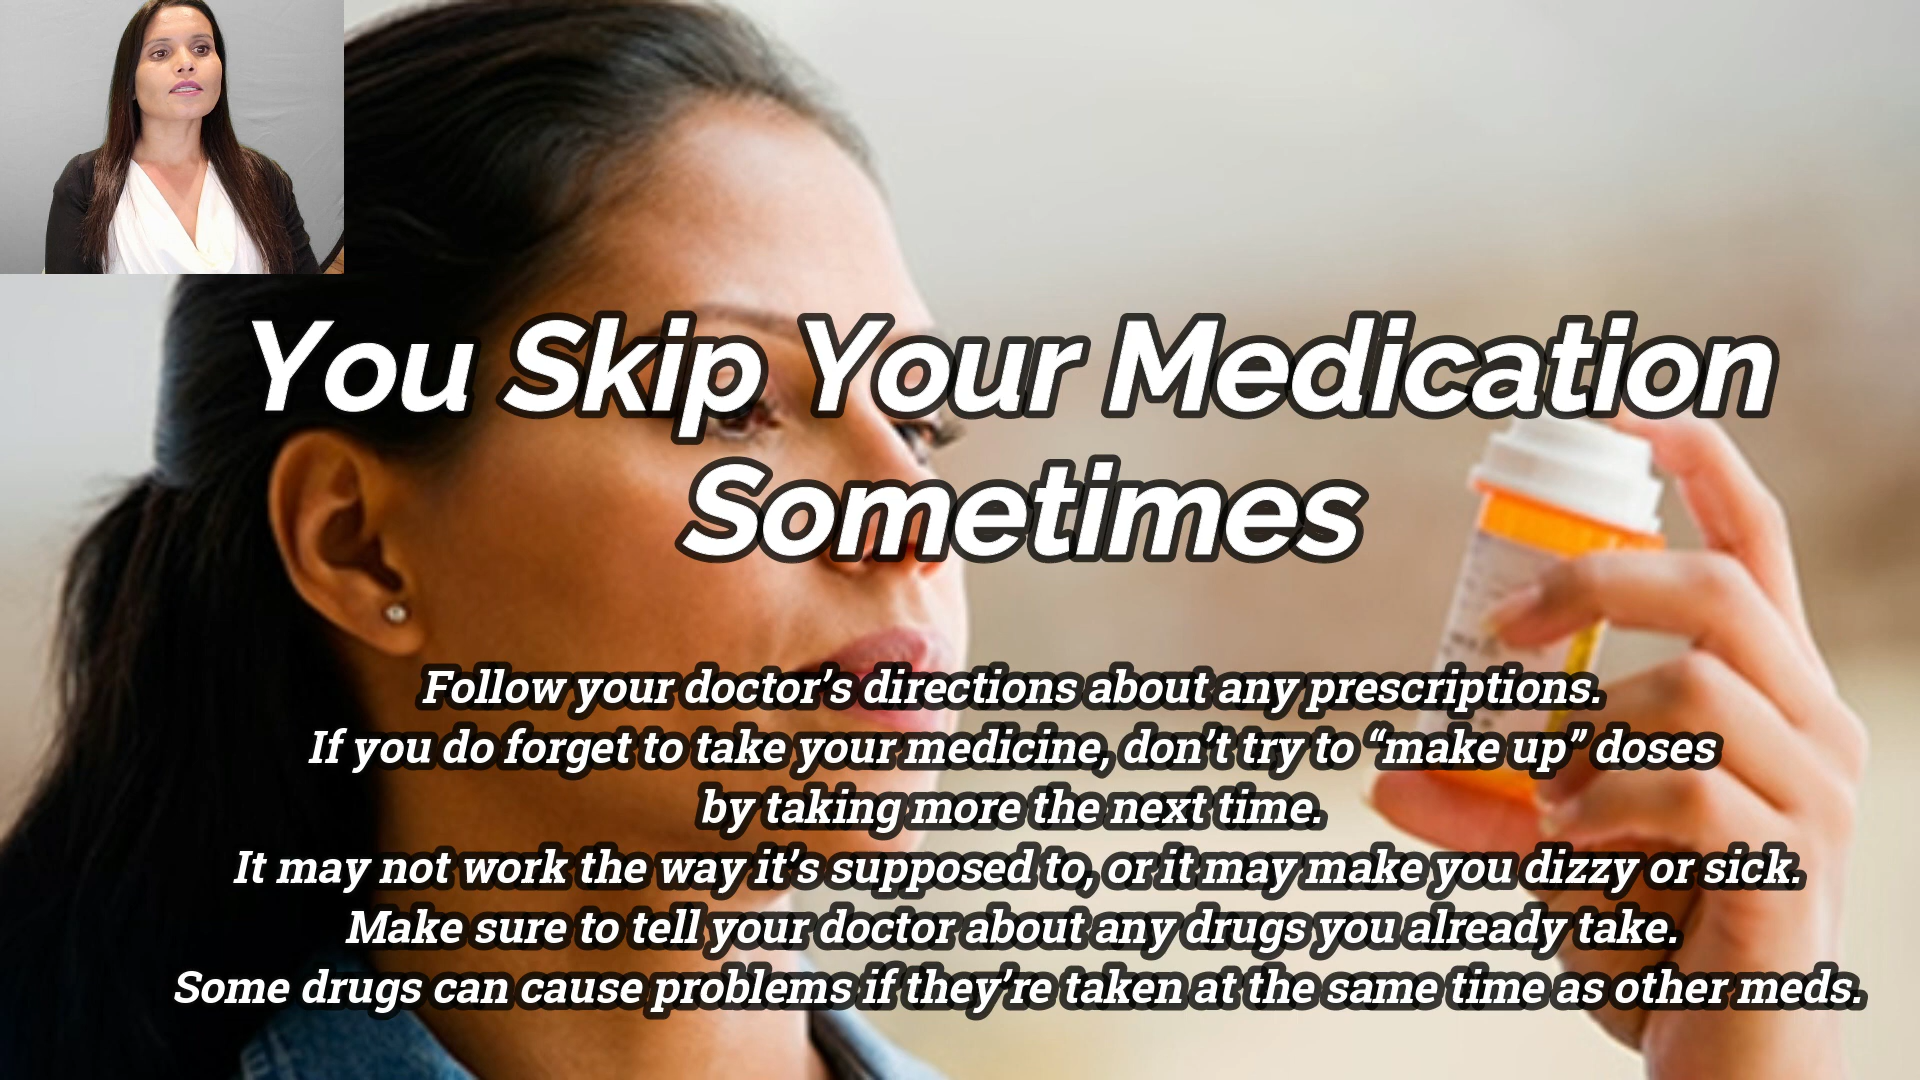 You Skip Your Medication
Sometimes
Follow your doctor’s directions about any prescriptions.
If you do forget to take your medicine, don’t try to “make up” doses
by taking more the next time.
It may not work the way it’s supposed to, or it may make you dizzy or sick.
Make sure to tell your doctor about any drugs you already take.
Some drugs can cause problems if they’re taken at the same time as other meds.